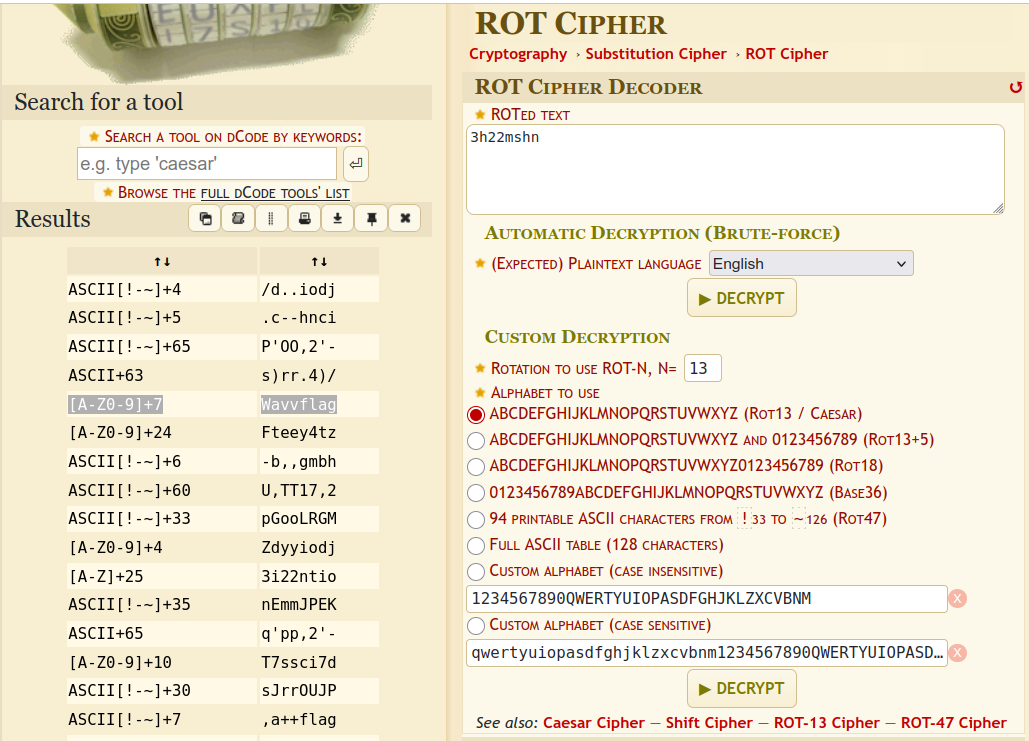 Search for a tool
★ Search a tool on dCode by keywords:
e.g. type 'caesar'
★ Browse the full dCode tools' list
Results
↑↓ ↑↓
ASCII[!-~]+4 /d..iodj
ASCII[!-~]+5 .c--hnci
ASCII[!-~]+65 P'OO,2'-
ASCII+63 s)rr.4)/
[A-Z0-9]+7 Wavvflag
[A-Z0-9]+24 Fteey4tz
ASCII[!-~]+6 -b,,gmbh
ASCII[!-~]+60 U,TT17,2
ASCII[!-~]+33 pGooLRGM
[A-Z0-9]+4 Zdyyiodj
[A-Z]+25 3i22ntio
ASCII[!-~]+35 nEmmJPEK
ASCII+65 q'pp,2'-
[A-Z0-9]+10 T7ssci7d
ASCII[!-~]+30 sJrrOUJP
ASCII[!-~]+7 ,a++flag
ROT Cipher
Cryptography › Substitution Cipher › ROT Cipher
ROT Cipher Decoder
★ ROTed text
3h22mshn
Automatic Decryption (Brute-force)
★ (Expected) Plaintext language English
▶ DECRYPT
Custom Decryption
★ Rotation to use ROT-N, N= 13
★ Alphabet to use
ABCDEFGHIJKLMNOPQRSTUVWXYZ (Rot13 / Caesar)
ABCDEFGHIJKLMNOPQRSTUVWXYZ and 0123456789 (Rot13+5)
ABCDEFGHIJKLMNOPQRSTUVWXYZ0123456789 (Rot18)
0123456789ABCDEFGHIJKLMNOPQRSTUVWXYZ (Base36)
94 printable ASCII characters from !33 to ~126 (Rot47)
Full ASCII table (128 characters)
Custom alphabet (case insensitive)
1234567890QWERTYUIOPASDFGHJKLZXCVBNM X
Custom alphabet (case sensitive)
qwertyuiopasdfghjklzxcvbnm1234567890QWERTYUIOPASD… X
▶ DECRYPT
See also: Caesar Cipher — Shift Cipher — ROT-13 Cipher — ROT-47 Cipher